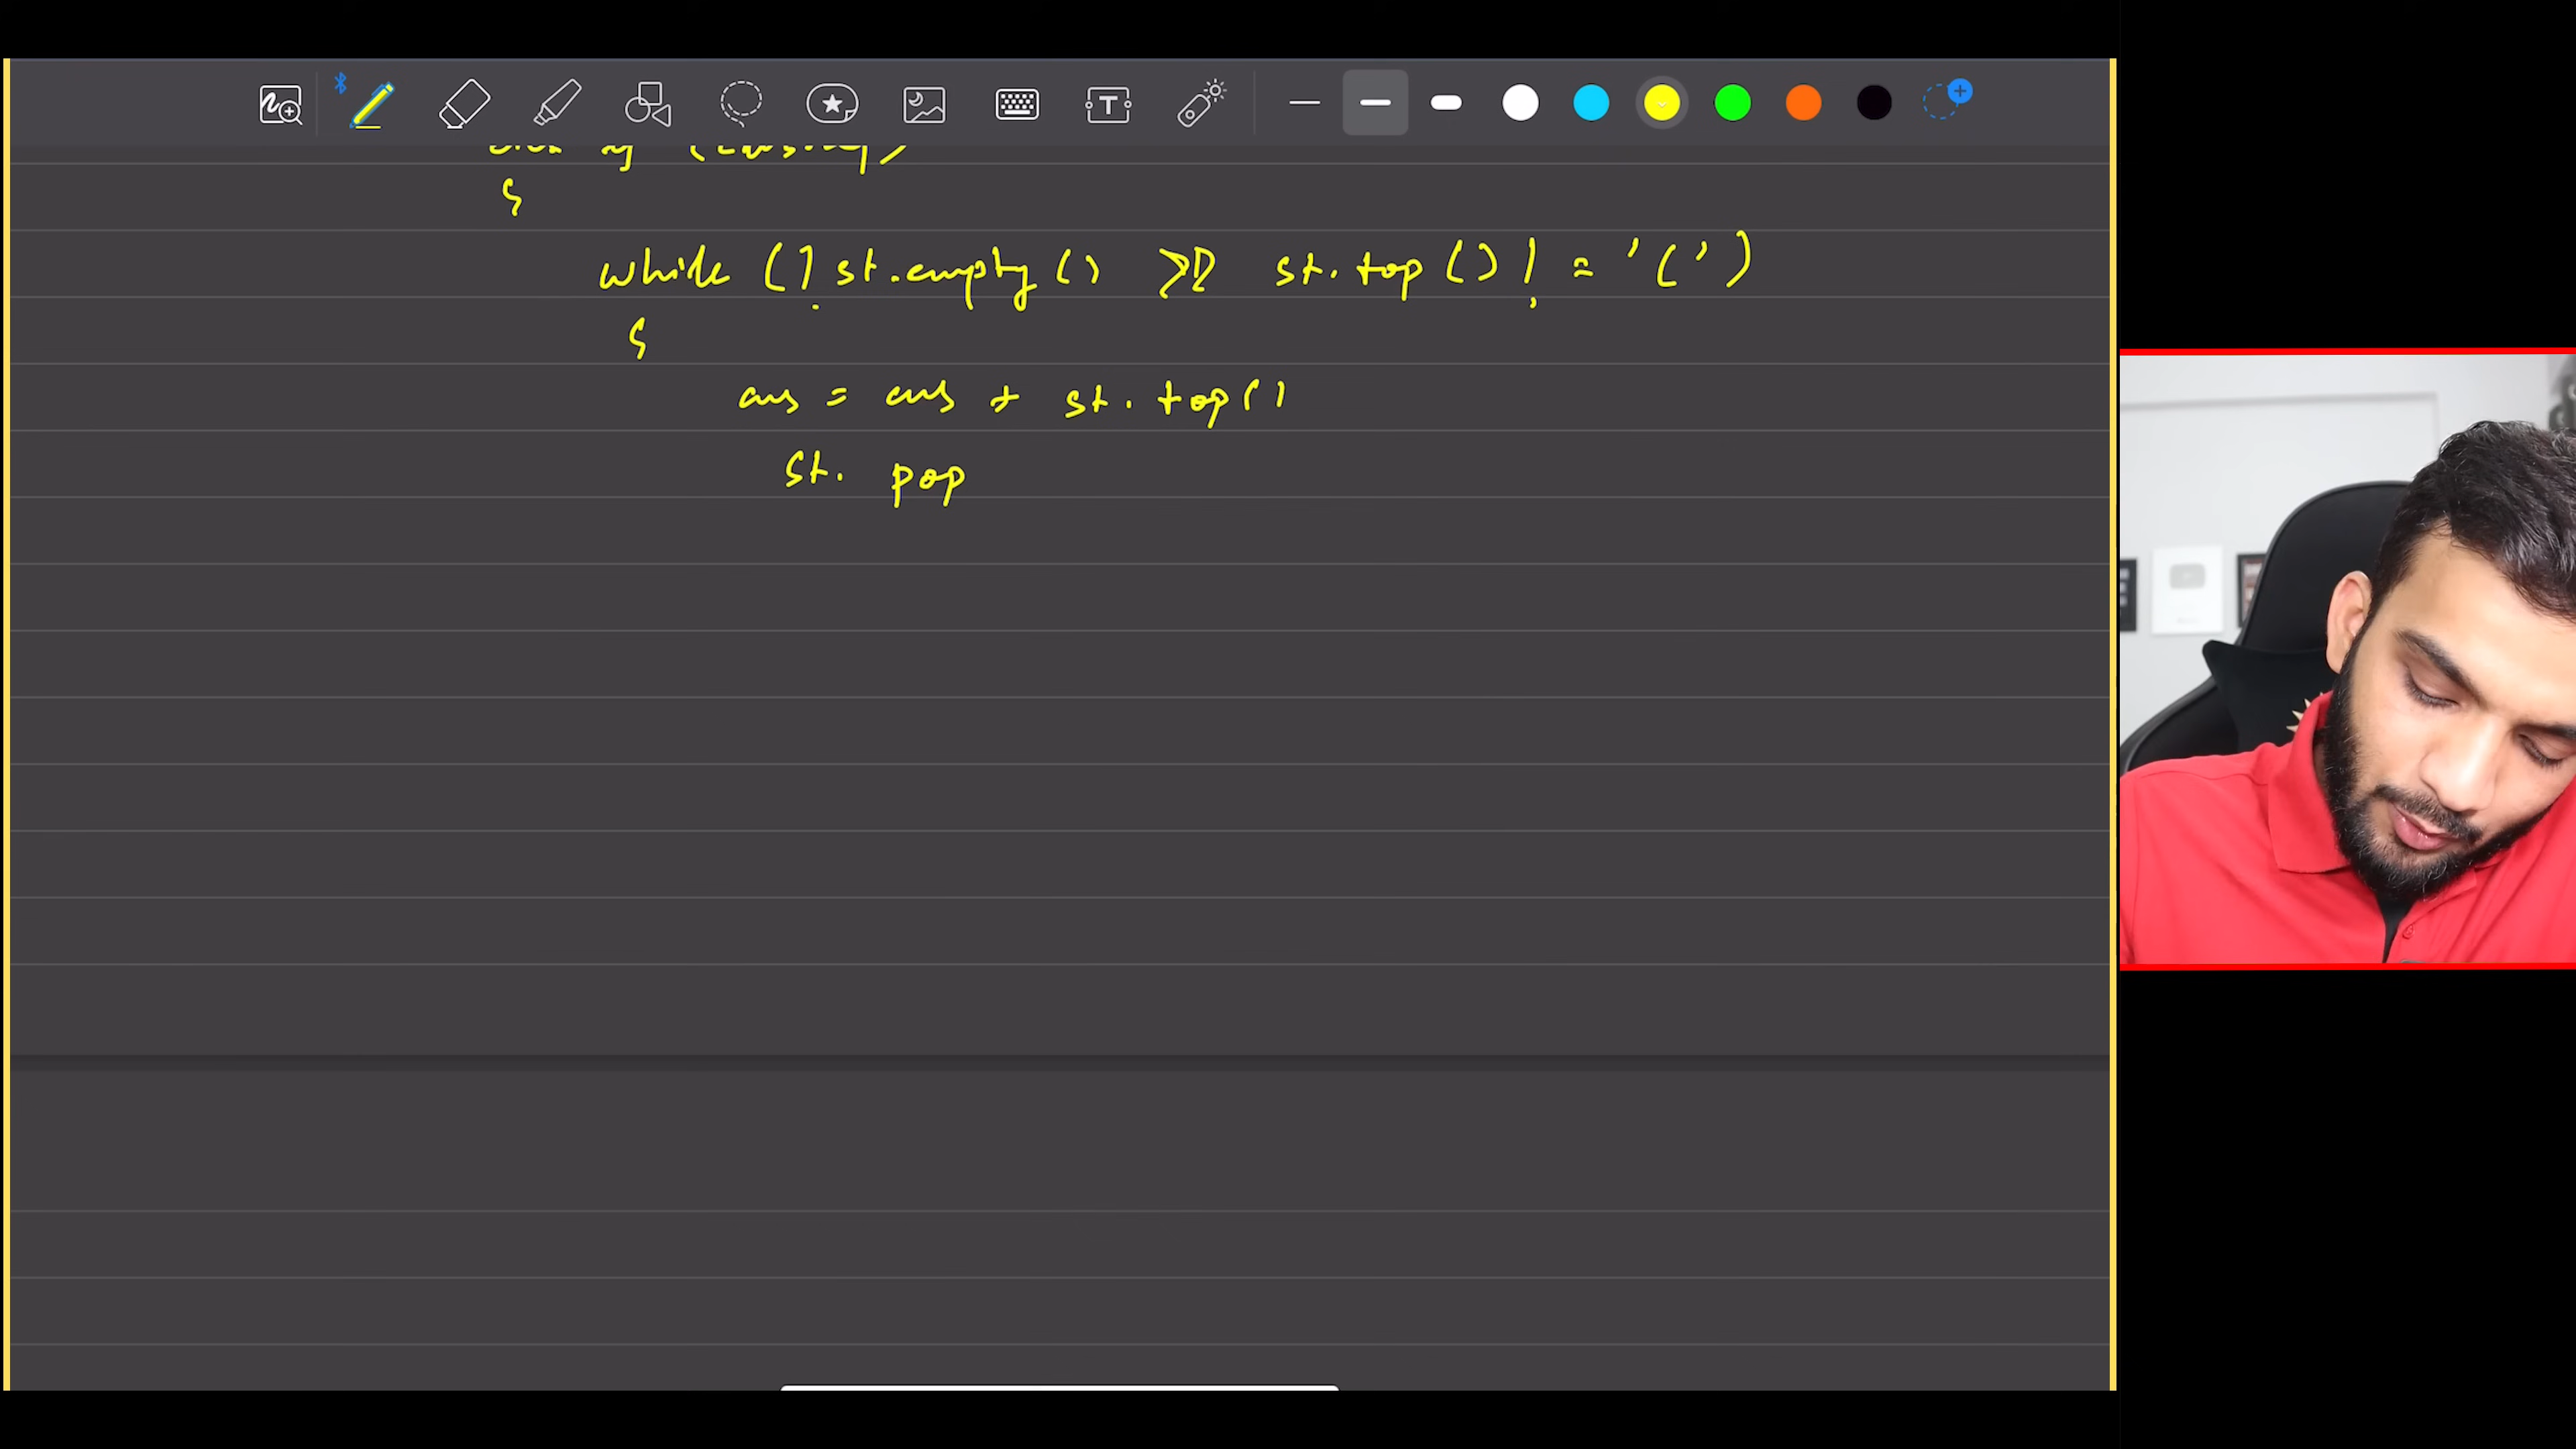 {
while (! st.empty() && st.top() != '(')
{
ans = ans + st.top()
st. pop